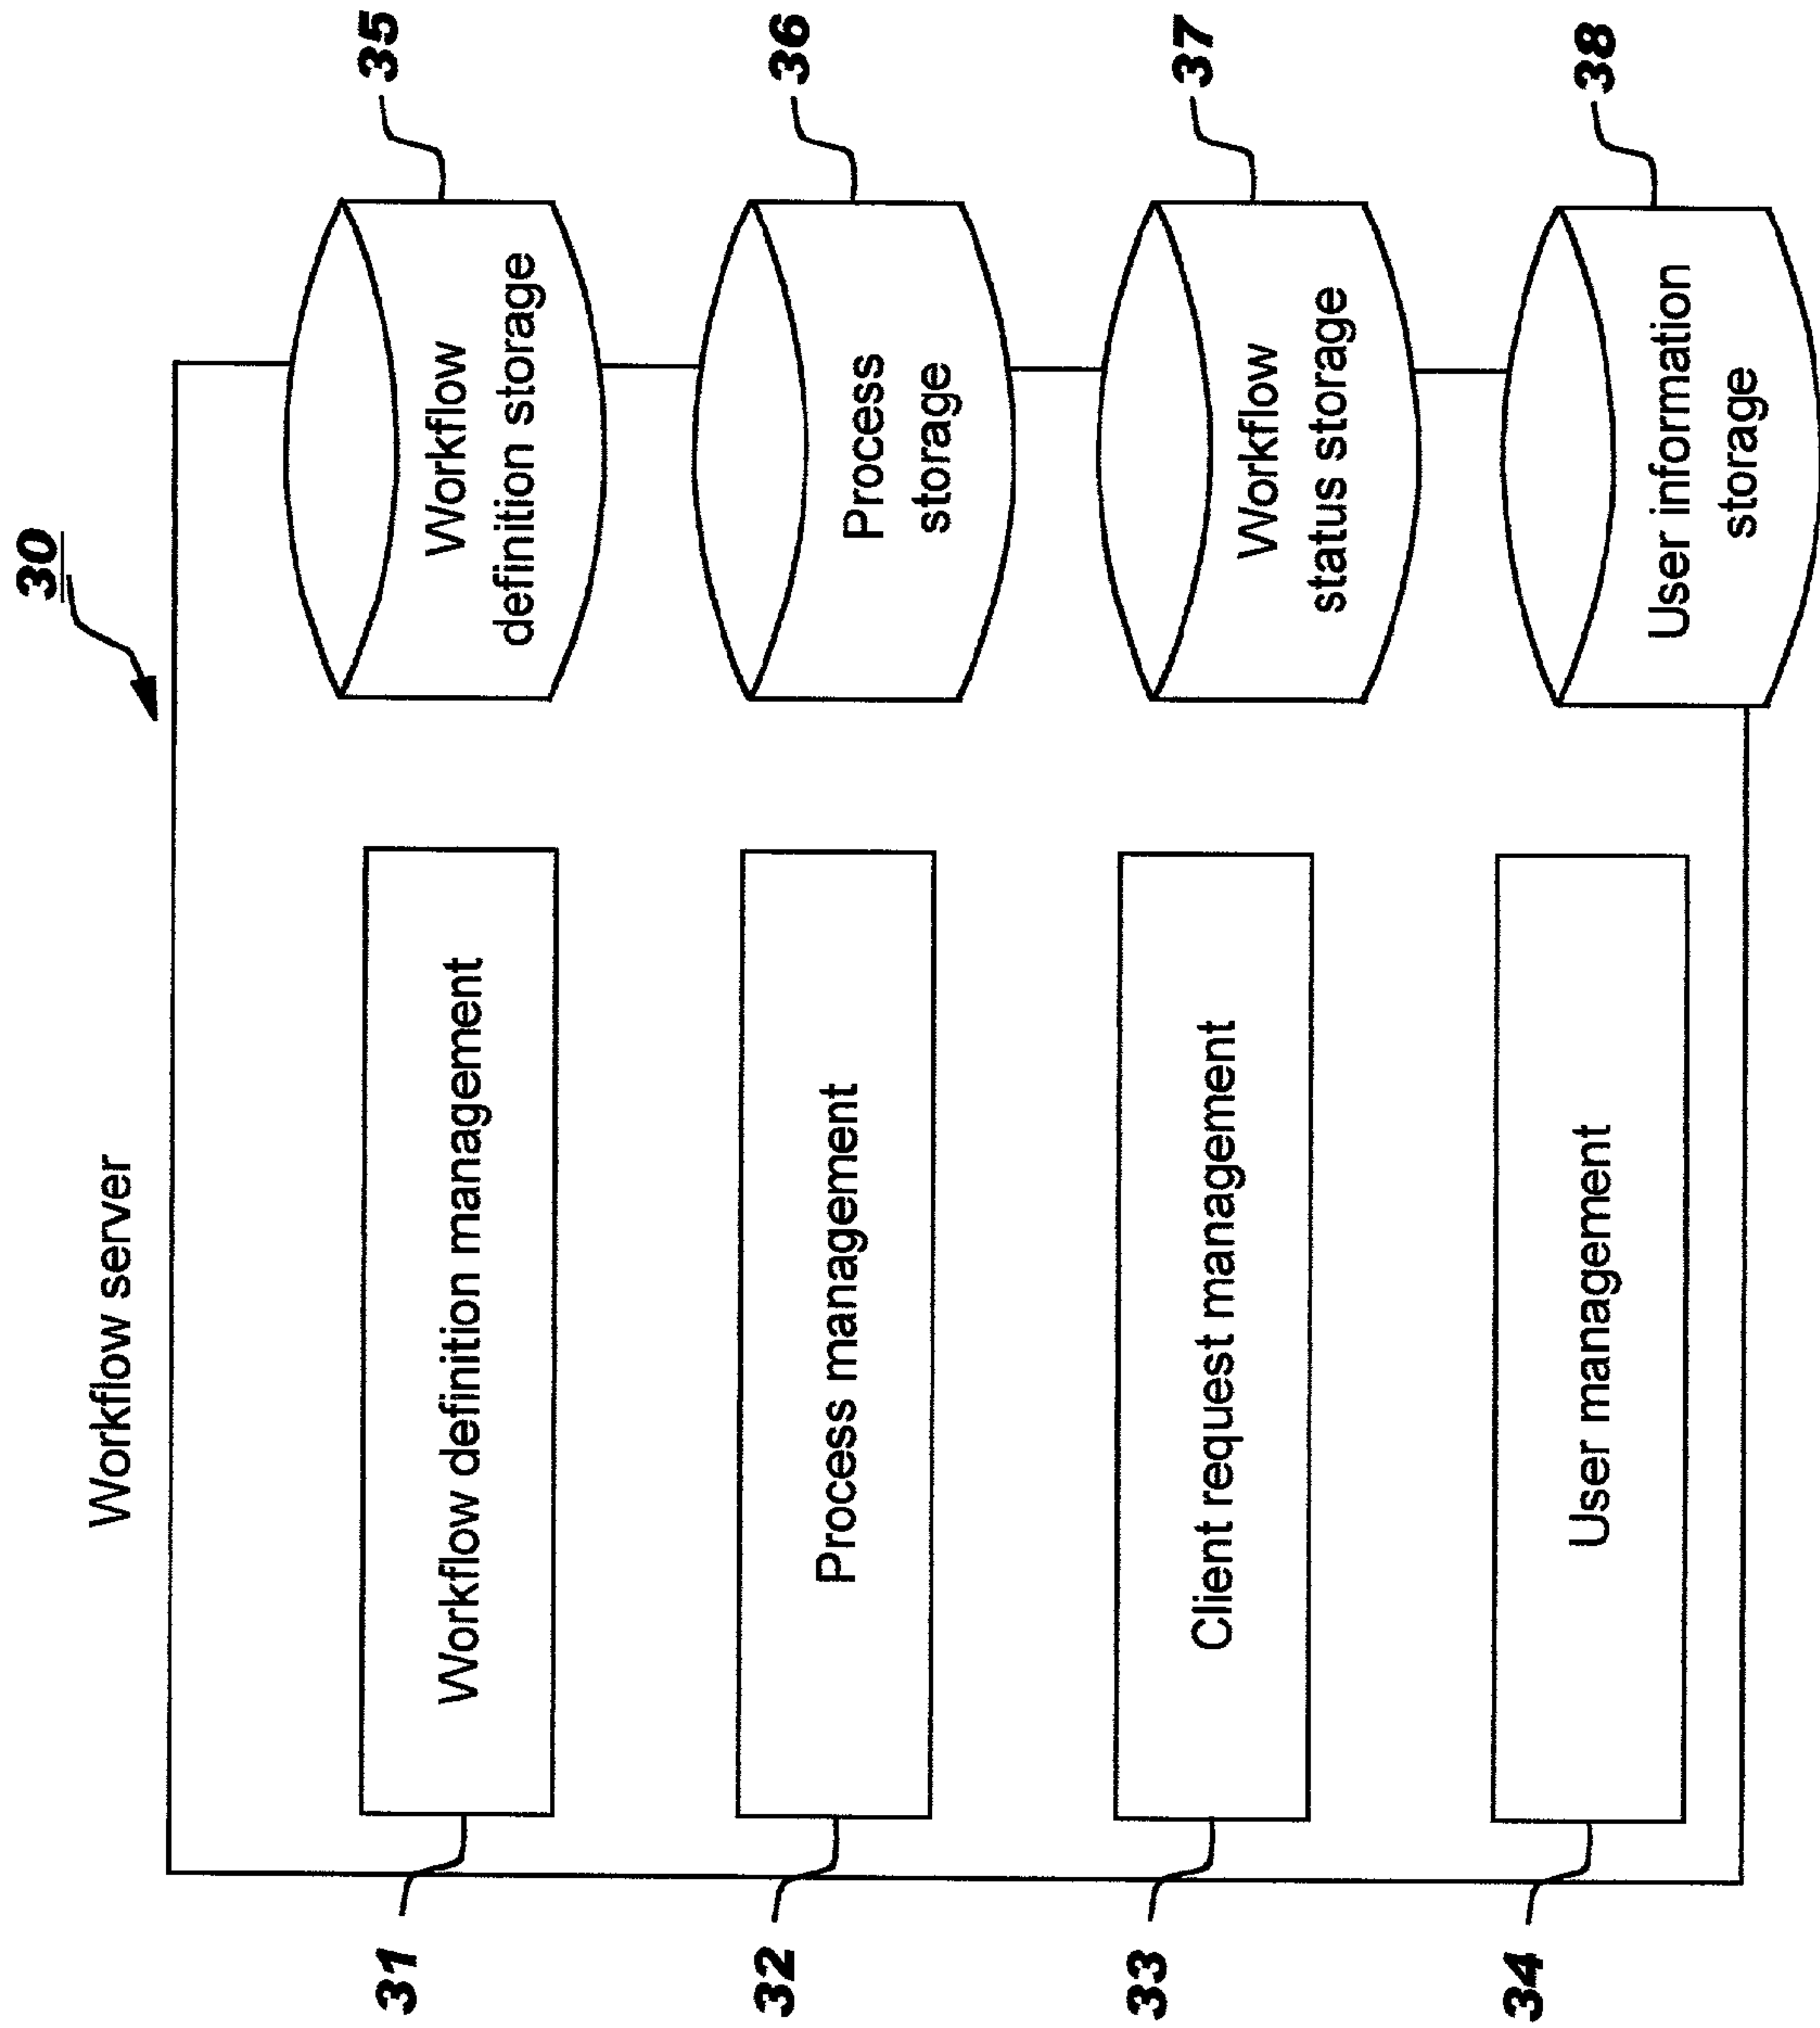 30
Workflow server
31
Workflow definition management
Workflow
definition storage
35
32
Process management
Process
storage
36
33
Client request management
Workflow
status storage
37
34
User management
User information
storage
38